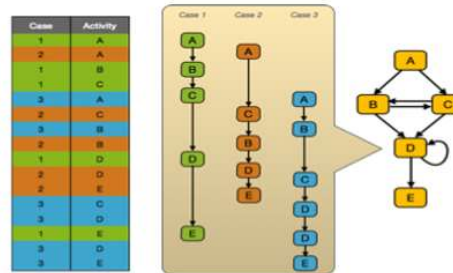 Case Activity
1 A
2 A
1 B
1 C
3 A
2 C
3 B
2 B
1 D
2 D
2 E
3 C
3 D
1 E
3 D
3 E
Case 1 Case 2 Case 3
A
B
C
D
E
A
C
B
D
E
A
B
C
D
D
E
A
B C
D
E